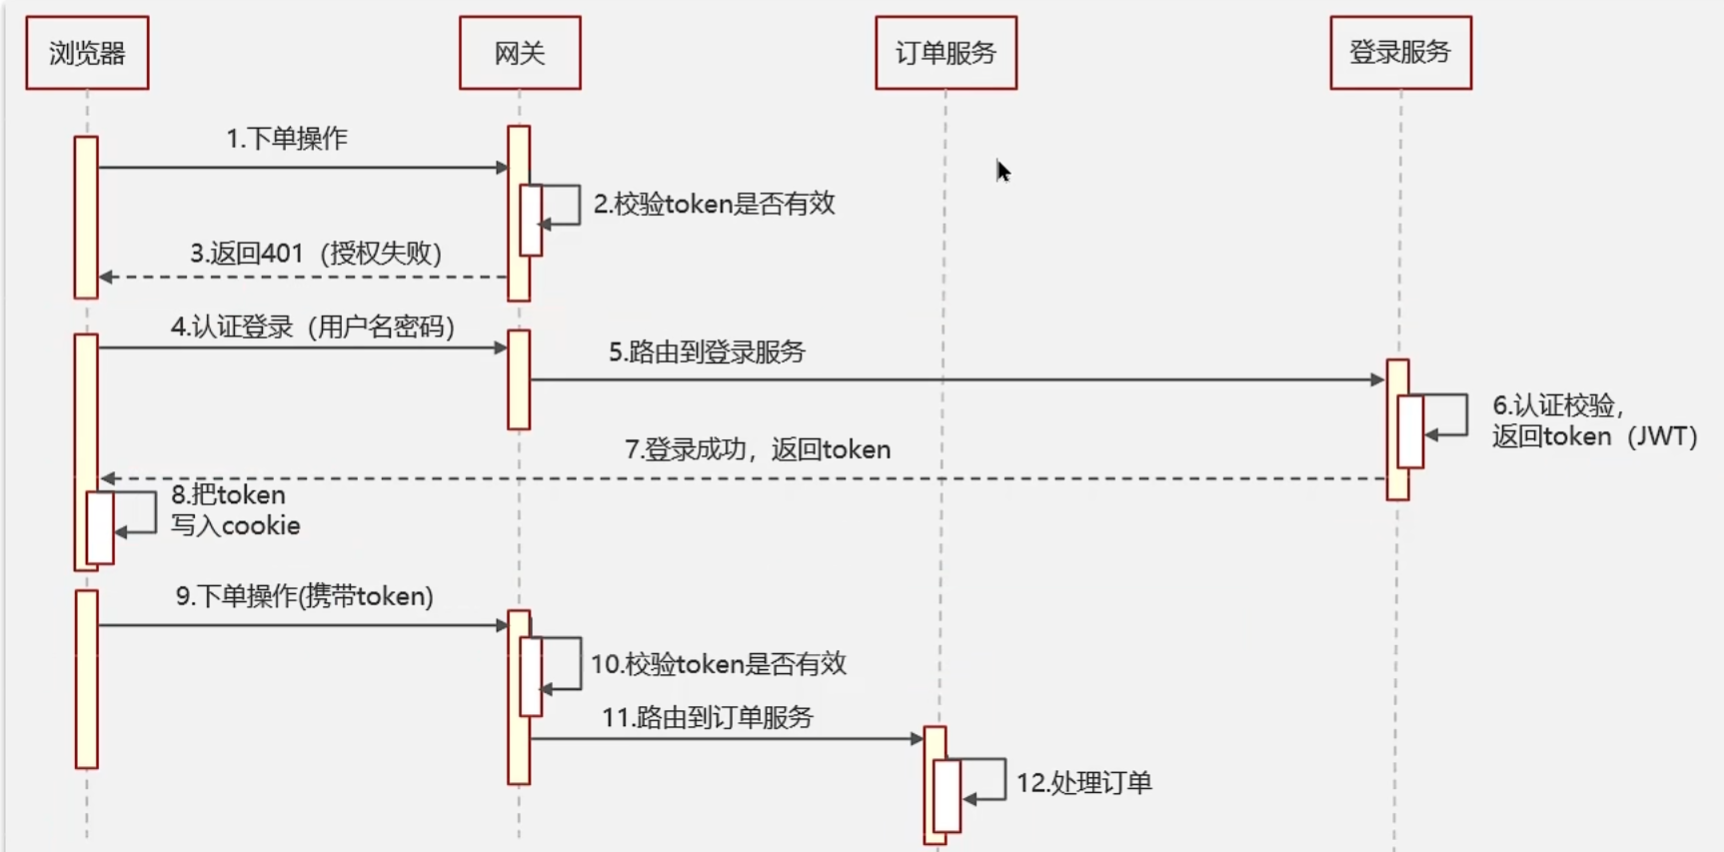 浏览器
网关
订单服务
登录服务
1.下单操作
2.校验token是否有效
3.返回401（授权失败）
4.认证登录（用户名密码）
5.路由到登录服务
6.认证校验，
返回token（JWT）
7.登录成功，返回token
8.把token
写入cookie
9.下单操作(携带token)
10.校验token是否有效
11.路由到订单服务
12.处理订单